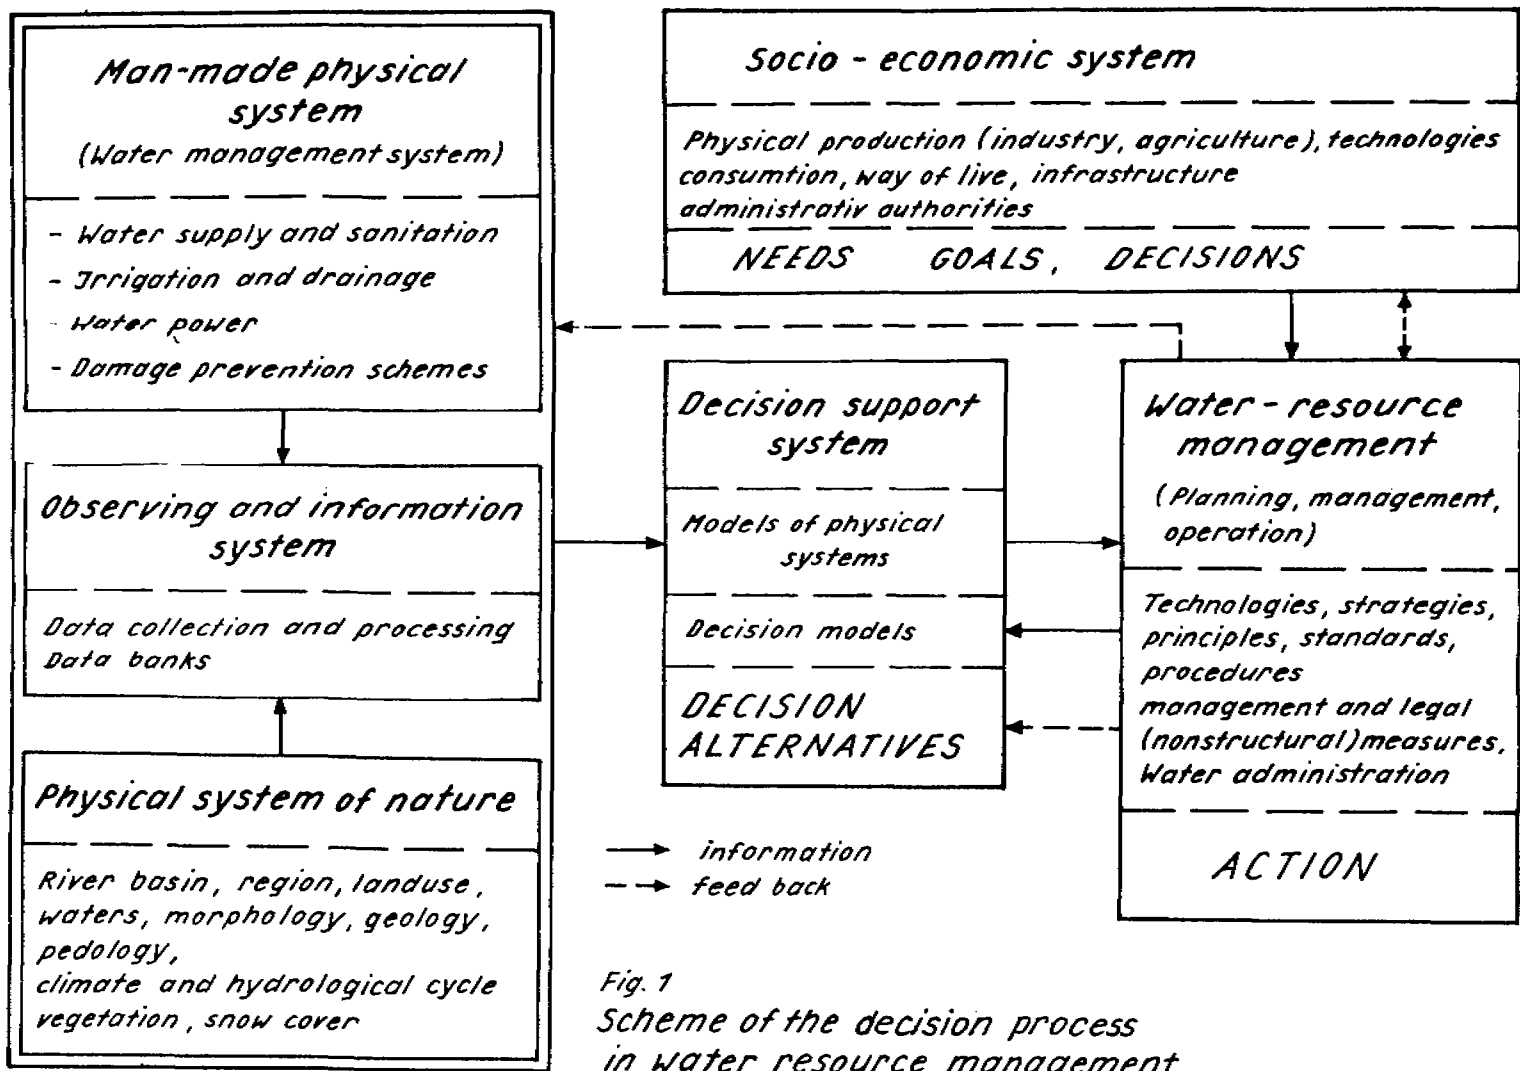 Man-made physical
system
(Water management system)
- Water supply and sanitation
- Irrigation and drainage
- Water power
- Damage prevention schemes
Observing and information
system
Data collection and processing
Data banks
Physical system of nature
River basin, region, landuse,
waters, morphology, geology,
pedology,
climate and hydrological cycle
vegetation, snow cover
Socio - economic system
Physical production (industry, agriculture), technologies
consumtion, way of live, infrastructure
administrativ authorities
NEEDS GOALS, DECISIONS
Decision support
system
Models of physical
systems
Decision models
DECISION
ALTERNATIVES
Water - resource
management
(Planning, management,
operation)
Technologies, strategies,
principles, standards,
procedures
management and legal
(nonstructural) measures,
Water administration
ACTION
information
feed back
Fig. 1
Scheme of the decision process
in water resource management